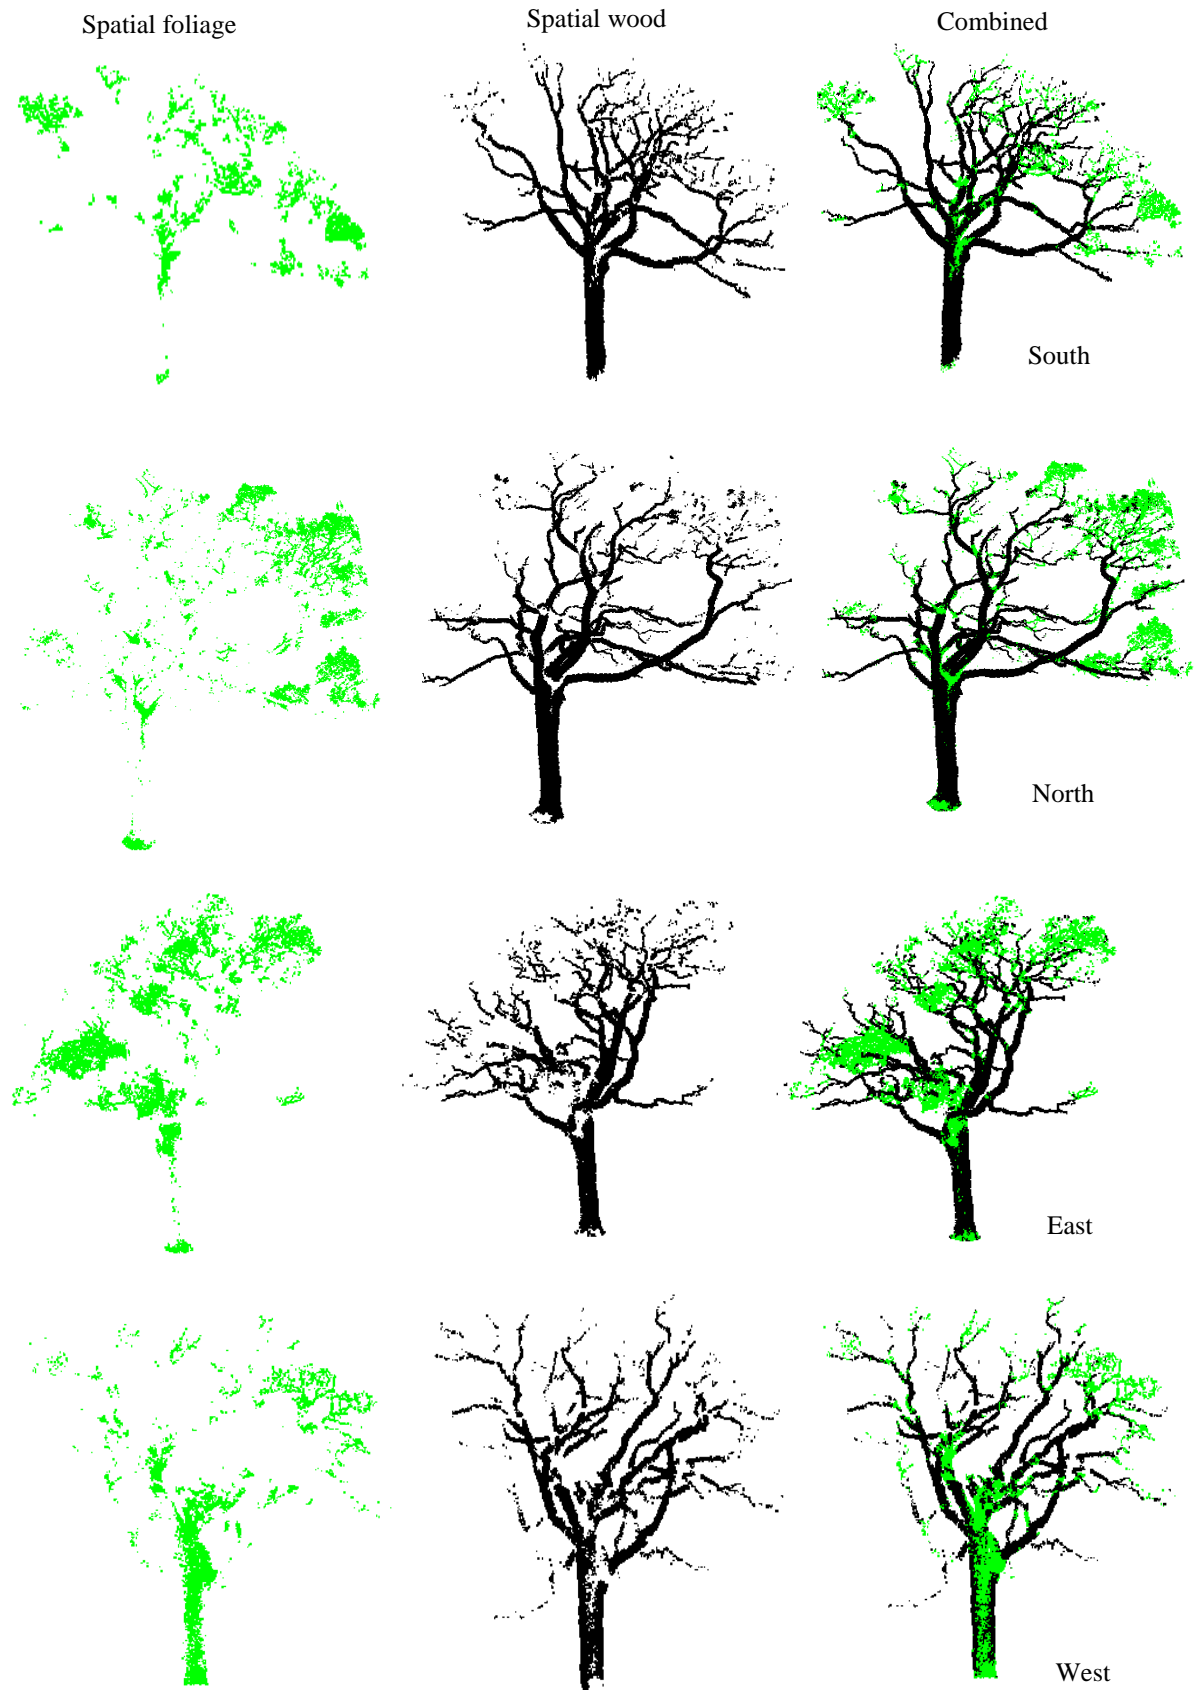 Spatial foliage
Spatial wood
Combined
South
North
East
West